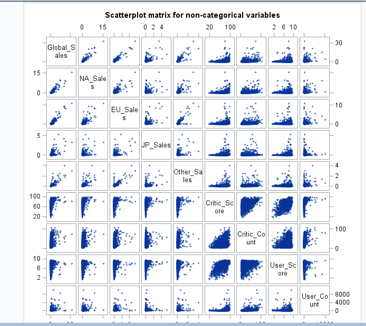 Scatterplot matrix for non-categorical variables
0 15 0 2 4 20 100 2 6 10
Global_S
ales
30
0
15
0
NA_Sale
s
EU_Sal
es
10
0
5
0
JP_Sales
Other_Sa
les
4
2
0
100
60
20
Critic_Sc
ore
Critic_Co
unt
100
0
10
6
2
User_Sc
ore
User_Co
unt
8000
4000
0